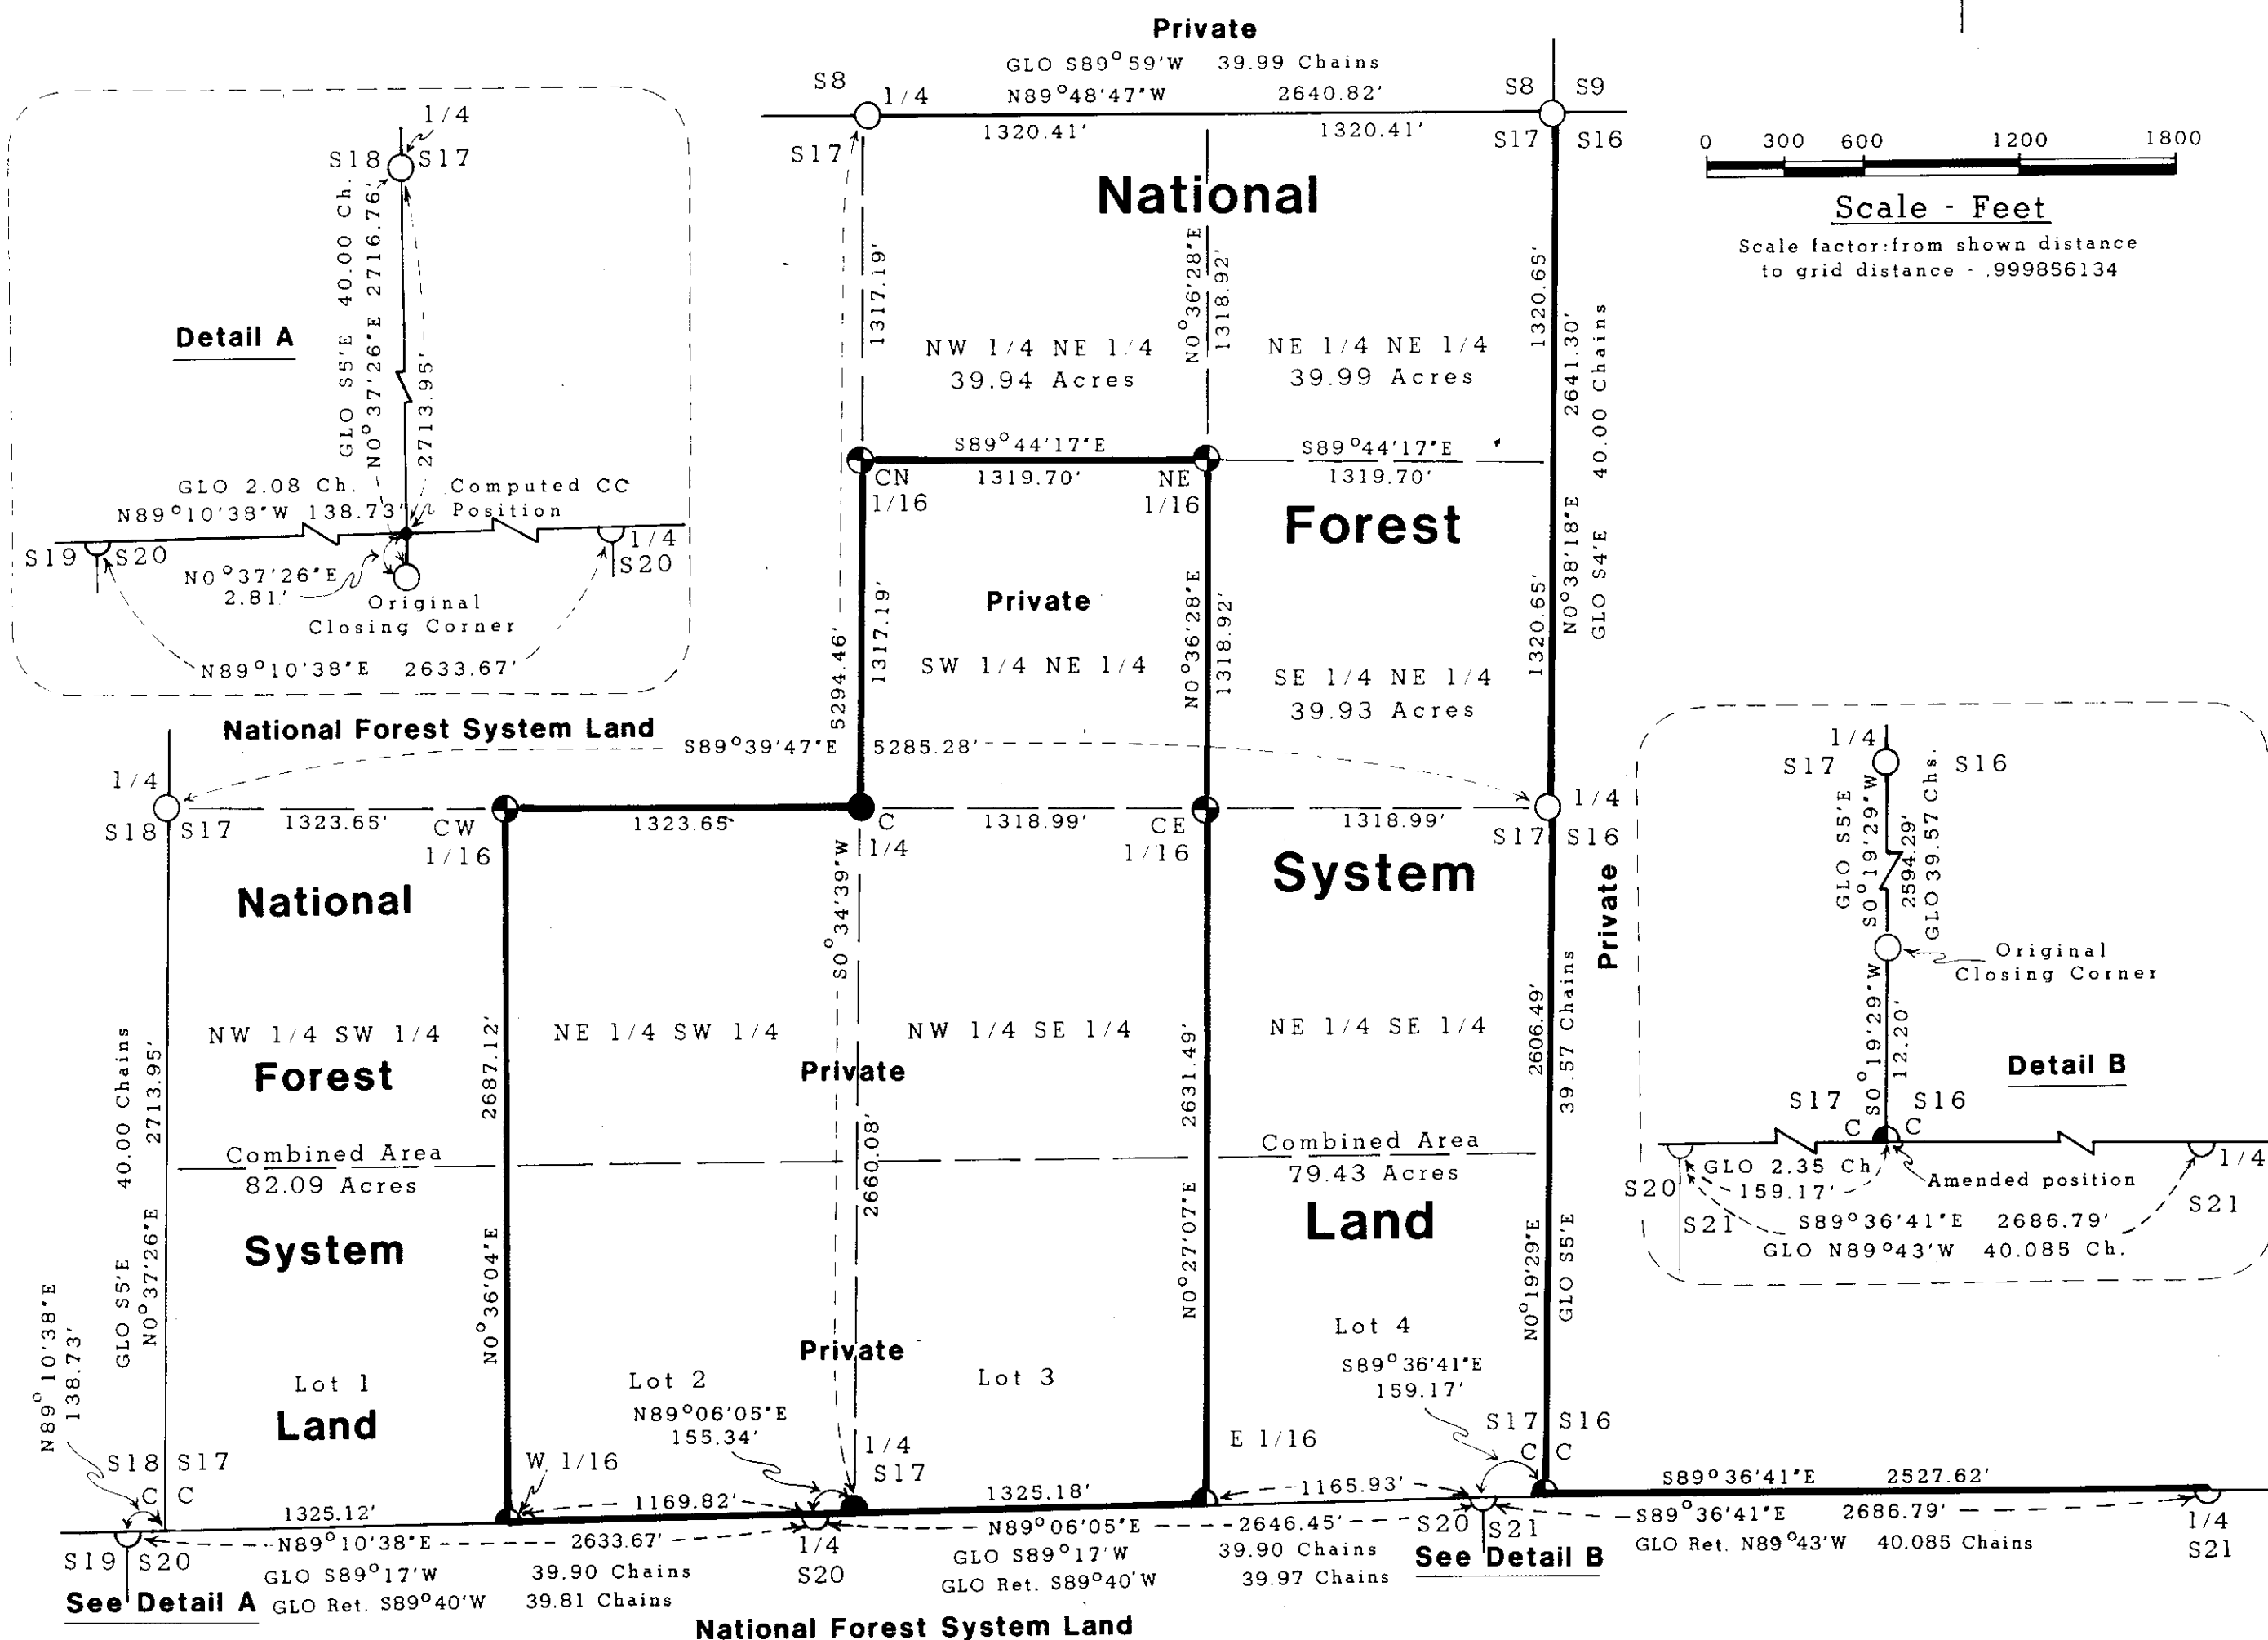 Private
GLO S89°59'W 39.99 Chains
N89°48'47"W 2640.82'
S8 1/4
S8 S9
1320.41' 1320.41'
S17
S17 S16
0 300 600 1200 1800
Scale - Feet
Scale factor:from shown distance
to grid distance - .999856134
1/4
S18 S17
GLO S5'E 40.00 Ch.
N0°37'26"E 2716.76'
2713.95'
Detail A
GLO 2.08 Ch.
N89°10'38"W 138.73'
Computed CC
Position
S19 S20
1/4
S20
N0°37'26"E
2.81'
Original
Closing Corner
N89°10'38"E 2633.67'
National
1317.19'
N0°36'28"E
1318.92'
1320.65'
2641.30'
40.00 Chains
NW 1/4 NE 1/4
39.94 Acres
NE 1/4 NE 1/4
39.99 Acres
S89°44'17"E
1319.70'
S89°44'17"E
1319.70'
CN
1/16
NE
1/16
Forest
N0°38'18"E
GLO S4'E
5294.46'
1317.19'
Private
SW 1/4 NE 1/4
N0°36'28"E
1318.92'
SE 1/4 NE 1/4
39.93 Acres
1320.65'
National Forest System Land
S89°39'47"E 5285.28'
1/4
S18 S17
1323.65'
CW
1/16
1323.65'
C
1/4
1318.99'
CE
1/16
1318.99'
1/4
S17 S16
System
Private
National
S0°34'39"W
1/4
S17 S16
GLO S5'E
S0°19'29"W
2594.29'
GLO 39.57 Chs.
Original
Closing Corner
S0°19'29"W
12.20'
Detail B
S17 S16
C C
GLO 2.35 Ch
159.17'
Amended position
S20
S21
1/4
S21
S89°36'41"E 2686.79'
GLO N89°43'W 40.085 Ch.
NW 1/4 SW 1/4
NE 1/4 SW 1/4
NW 1/4 SE 1/4
NE 1/4 SE 1/4
Forest
Private
40.00 Chains
2713.95'
2687.12'
2631.49'
2606.49'
39.57 Chains
Combined Area
82.09 Acres
Combined Area
79.43 Acres
2660.08'
Land
System
GLO S5'E
N0°37'26"E
N0°36'04"E
N0°27'07"E
N0°19'29"E
GLO S5'E
N89°10'38"E
138.73'
Private
Lot 1
Lot 2
Lot 3
Lot 4
Land
N89°06'05"E
155.34'
S89°36'41"E
159.17'
S18 S17
C C
W 1/16
1/4
S17
E 1/16
S17 S16
C C
1325.12'
1169.82'
1325.18'
1165.93'
S89°36'41"E 2527.62'
S19 S20
N89°10'38"E 2633.67'
1/4
S20
N89°06'05"E 2646.45'
S20 S21
S89°36'41"E 2686.79'
1/4
S21
GLO S89°17'W 39.90 Chains
GLO S89°17'W 39.90 Chains
See Detail B
GLO Ret. N89°43'W 40.085 Chains
See Detail A
GLO Ret. S89°40'W 39.81 Chains
GLO Ret. S89°40'W 39.97 Chains
National Forest System Land